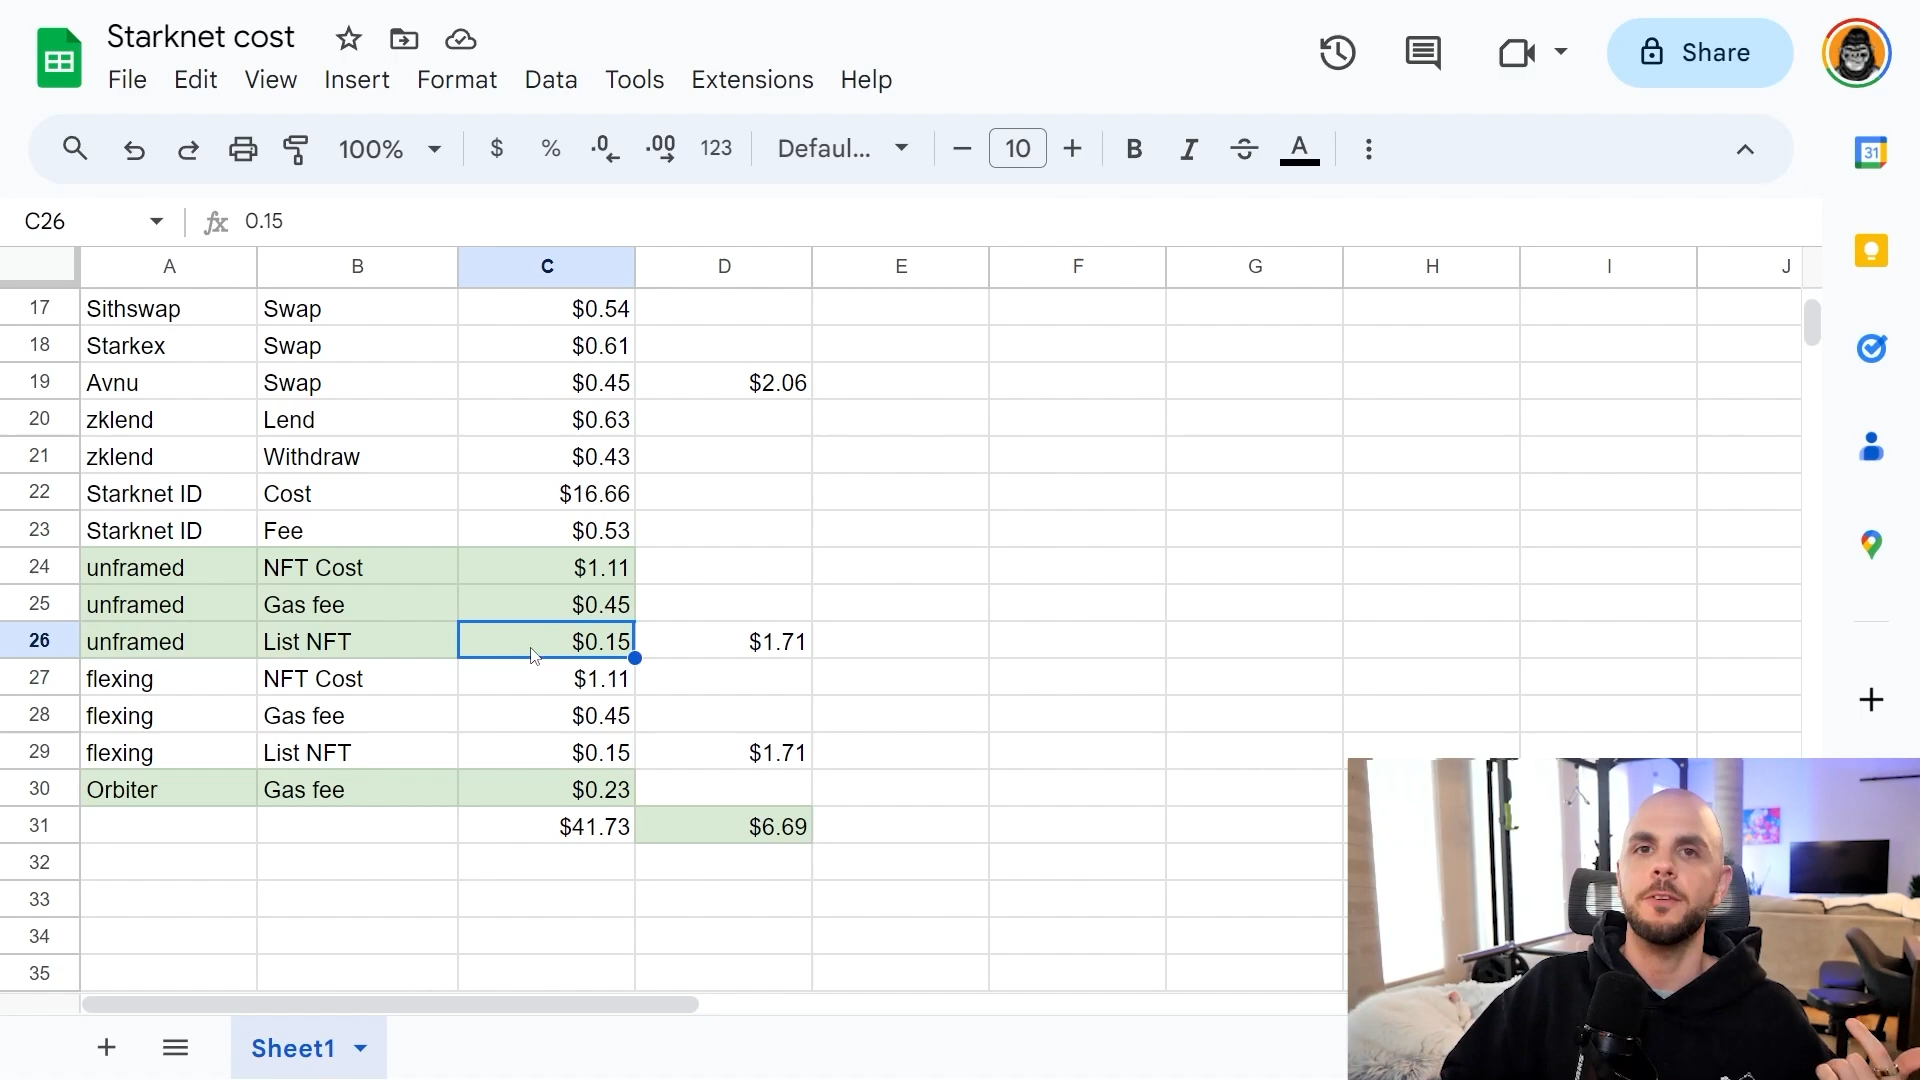 Starknet cost
File Edit View Insert Format Data Tools Extensions Help
Share
100% $ % .0 .00 123 Defaul... 10 B I S A
31
C26 fx 0.15
A B C D E F G H I J
17 Sithswap Swap $0.54
18 Starkex Swap $0.61
19 Avnu Swap $0.45 $2.06
20 zklend Lend $0.63
21 zklend Withdraw $0.43
22 Starknet ID Cost $16.66
23 Starknet ID Fee $0.53
24 unframed NFT Cost $1.11
25 unframed Gas fee $0.45
26 unframed List NFT $0.15 $1.71
27 flexing NFT Cost $1.11
28 flexing Gas fee $0.45
29 flexing List NFT $0.15 $1.71
30 Orbiter Gas fee $0.23
31 $41.73 $6.69
32
33
34
35
Sheet1